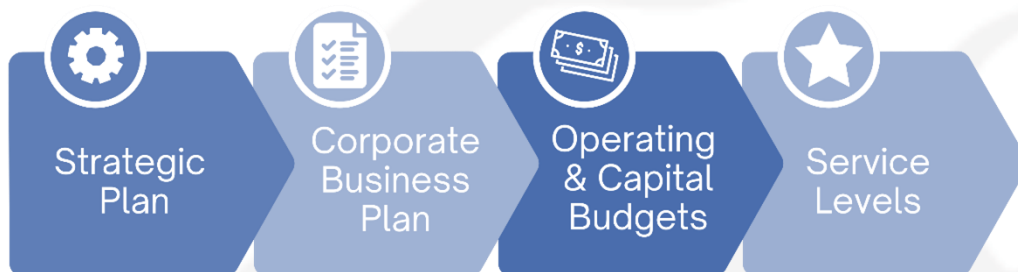 Strategic
Plan
Corporate
Business
Plan
$
Operating
& Capital
Budgets
Service
Levels